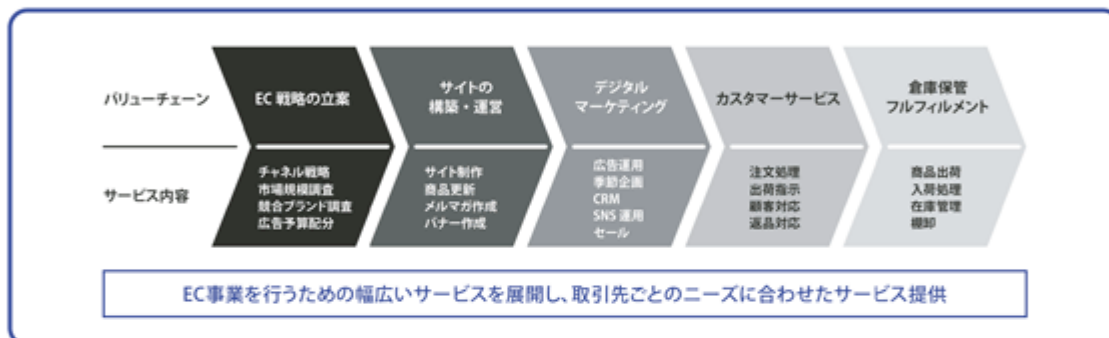 バリューチェーン
EC 戦略の立案
サイトの
構築・運営
デジタル
マーケティング
カスタマーサービス
倉庫保管
フルフィルメント
サービス内容
チャネル戦略
市場規模調査
競合ブランド調査
広告予算配分
サイト制作
商品更新
メルマガ作成
バナー作成
広告運用
季節企画
CRM
SNS 運用
セール
注文処理
出荷指示
顧客対応
返品対応
商品出荷
入荷処理
在庫管理
棚卸
EC事業を行うための幅広いサービスを展開し、取引先ごとのニーズに合わせたサービス提供